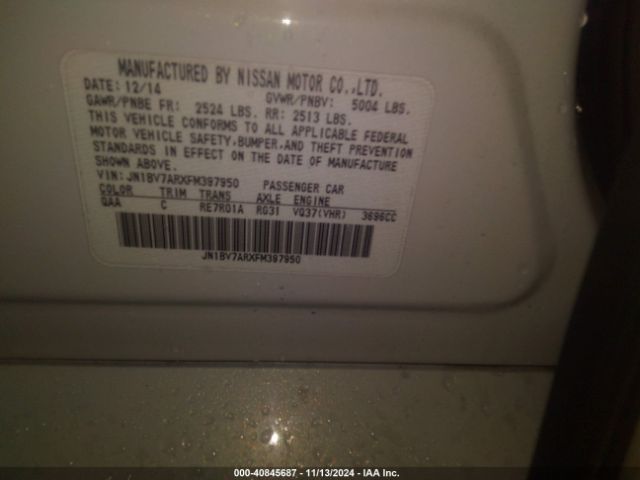 MANUFACTURED BY NISSAN MOTOR CO.,LTD.
DATE: 12/14 GVWR/PNBV: 5004 LBS.
GAWR/PNBE FR: 2524 LBS. RR: 2513 LBS.
THIS VEHICLE CONFORMS TO ALL APPLICABLE FEDERAL
MOTOR VEHICLE SAFETY,BUMPER,AND THEFT PREVENTION
STANDARDS IN EFFECT ON THE DATE OF MANUFACTURE
SHOWN ABOVE.
VIN: JN1BV7ARXFM397950 PASSENGER CAR
COLOR TRIM TRANS AXLE ENGINE
QAA C RE7R01A RG31 VQ37(VHR) 3696CC
JN1BV7ARXFM397950
000-40845687 - 11/13/2024 - IAA Inc.